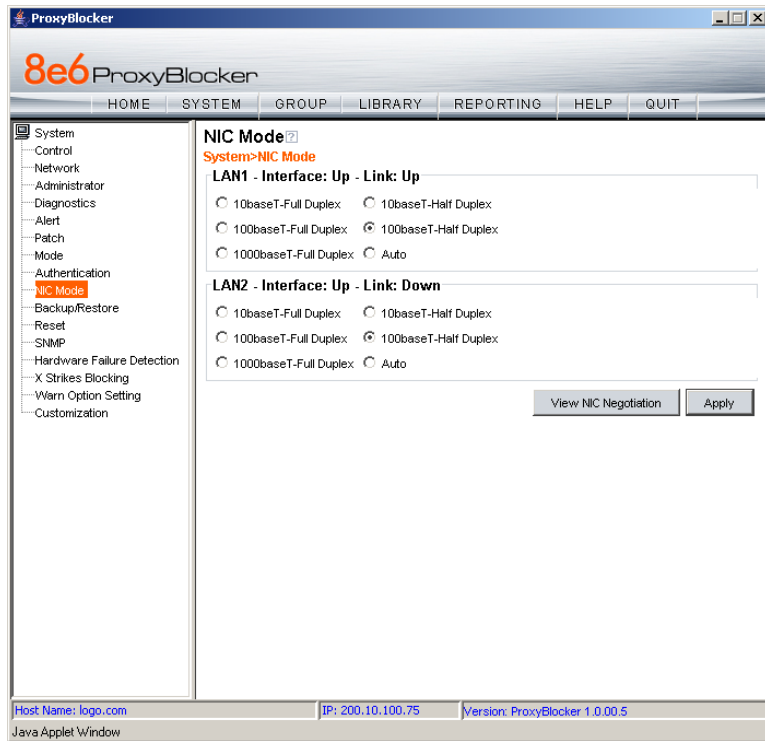 ProxyBlocker
8e6 ProxyBlocker
HOME SYSTEM GROUP LIBRARY REPORTING HELP QUIT
System
Control
Network
Administrator
Diagnostics
Alert
Patch
Mode
Authentication
NIC Mode
Backup/Restore
Reset
SNMP
Hardware Failure Detection
X Strikes Blocking
Warn Option Setting
Customization
NIC Mode ?
System>NIC Mode
LAN1 - Interface: Up - Link: Up
10baseT-Full Duplex 10baseT-Half Duplex
100baseT-Full Duplex 100baseT-Half Duplex
1000baseT-Full Duplex Auto
LAN2 - Interface: Up - Link: Down
10baseT-Full Duplex 10baseT-Half Duplex
100baseT-Full Duplex 100baseT-Half Duplex
1000baseT-Full Duplex Auto
View NIC Negotiation Apply
Host Name: logo.com IP: 200.10.100.75 Version: ProxyBlocker 1.0.00.5
Java Applet Window